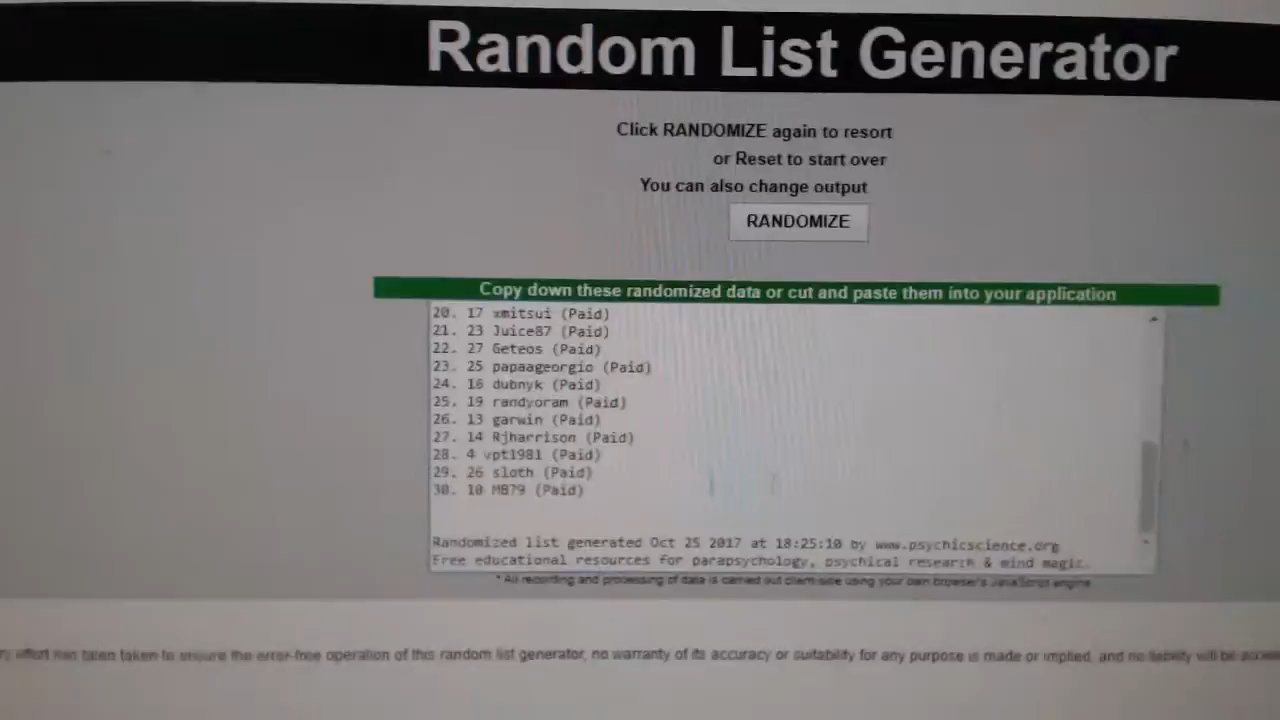 Random List Generator
Click RANDOMIZE again to resort
or Reset to start over
You can also change output
RANDOMIZE
Copy down these randomized data or cut and paste them into your application
20. 17 xmitsui (Paid)
21. 23 Juice87 (Paid)
22. 27 Geteos (Paid)
23. 25 papaageorgio (Paid)
24. 16 dubnyk (Paid)
25. 19 randyoram (Paid)
26. 13 garwin (Paid)
27. 14 Rjharrison (Paid)
28. 4 vpt1981 (Paid)
29. 26 sloth (Paid)
30. 10 MB79 (Paid)
Randomized list generated Oct 25 2017 at 18:25:10 by www.psychicscience.org
Free educational resources for parapsychology, psychical research & mind magic.
* All recording and processing of data is carried out client-side using your own browser's JavaScript engine
effort has been taken to ensure the error-free operation of this random list generator, no warranty of its accuracy or suitability for any purpose is made or implied, and no liability will be